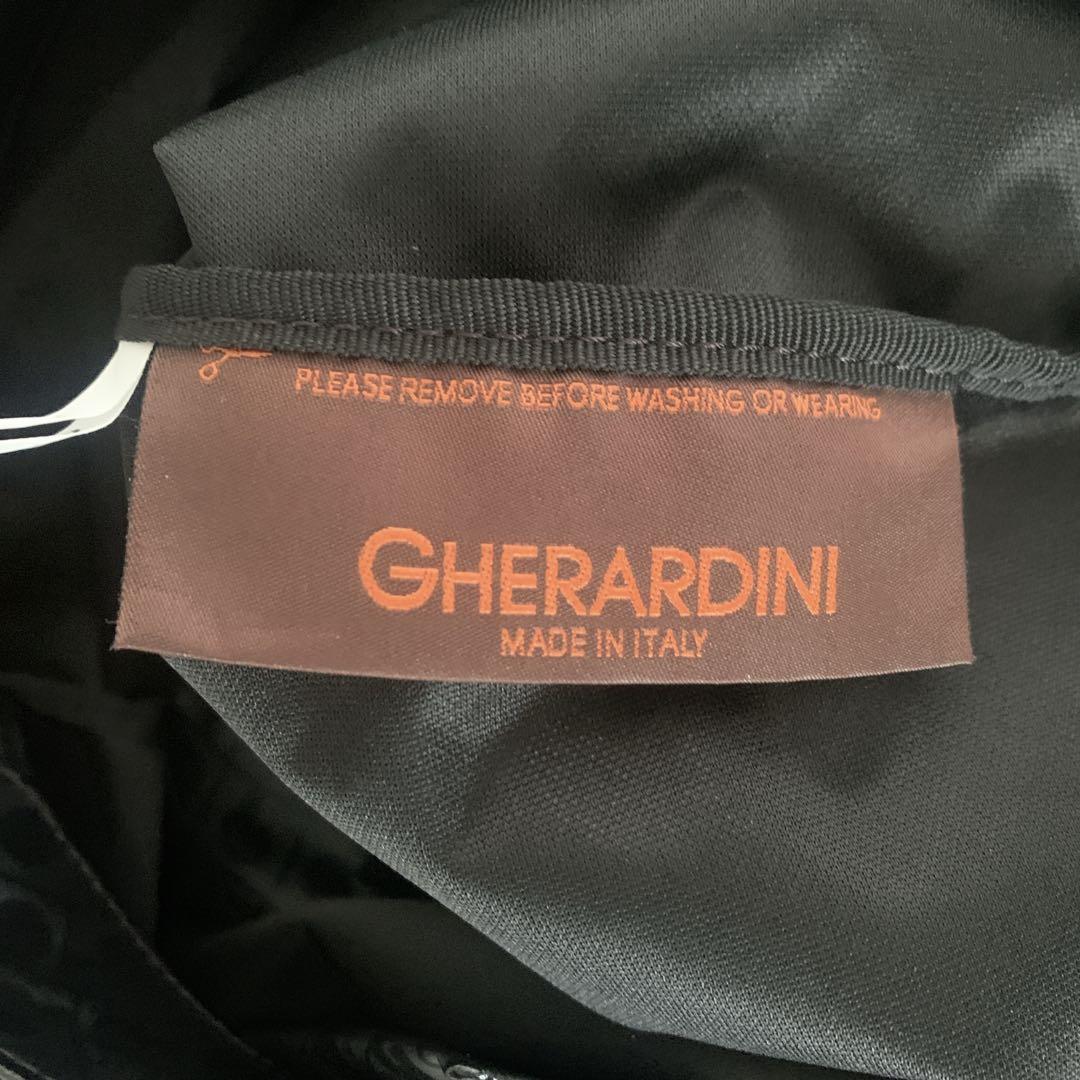 PLEASE REMOVE BEFORE WASHING OR WEARING
GHERARDINI
MADE IN ITALY